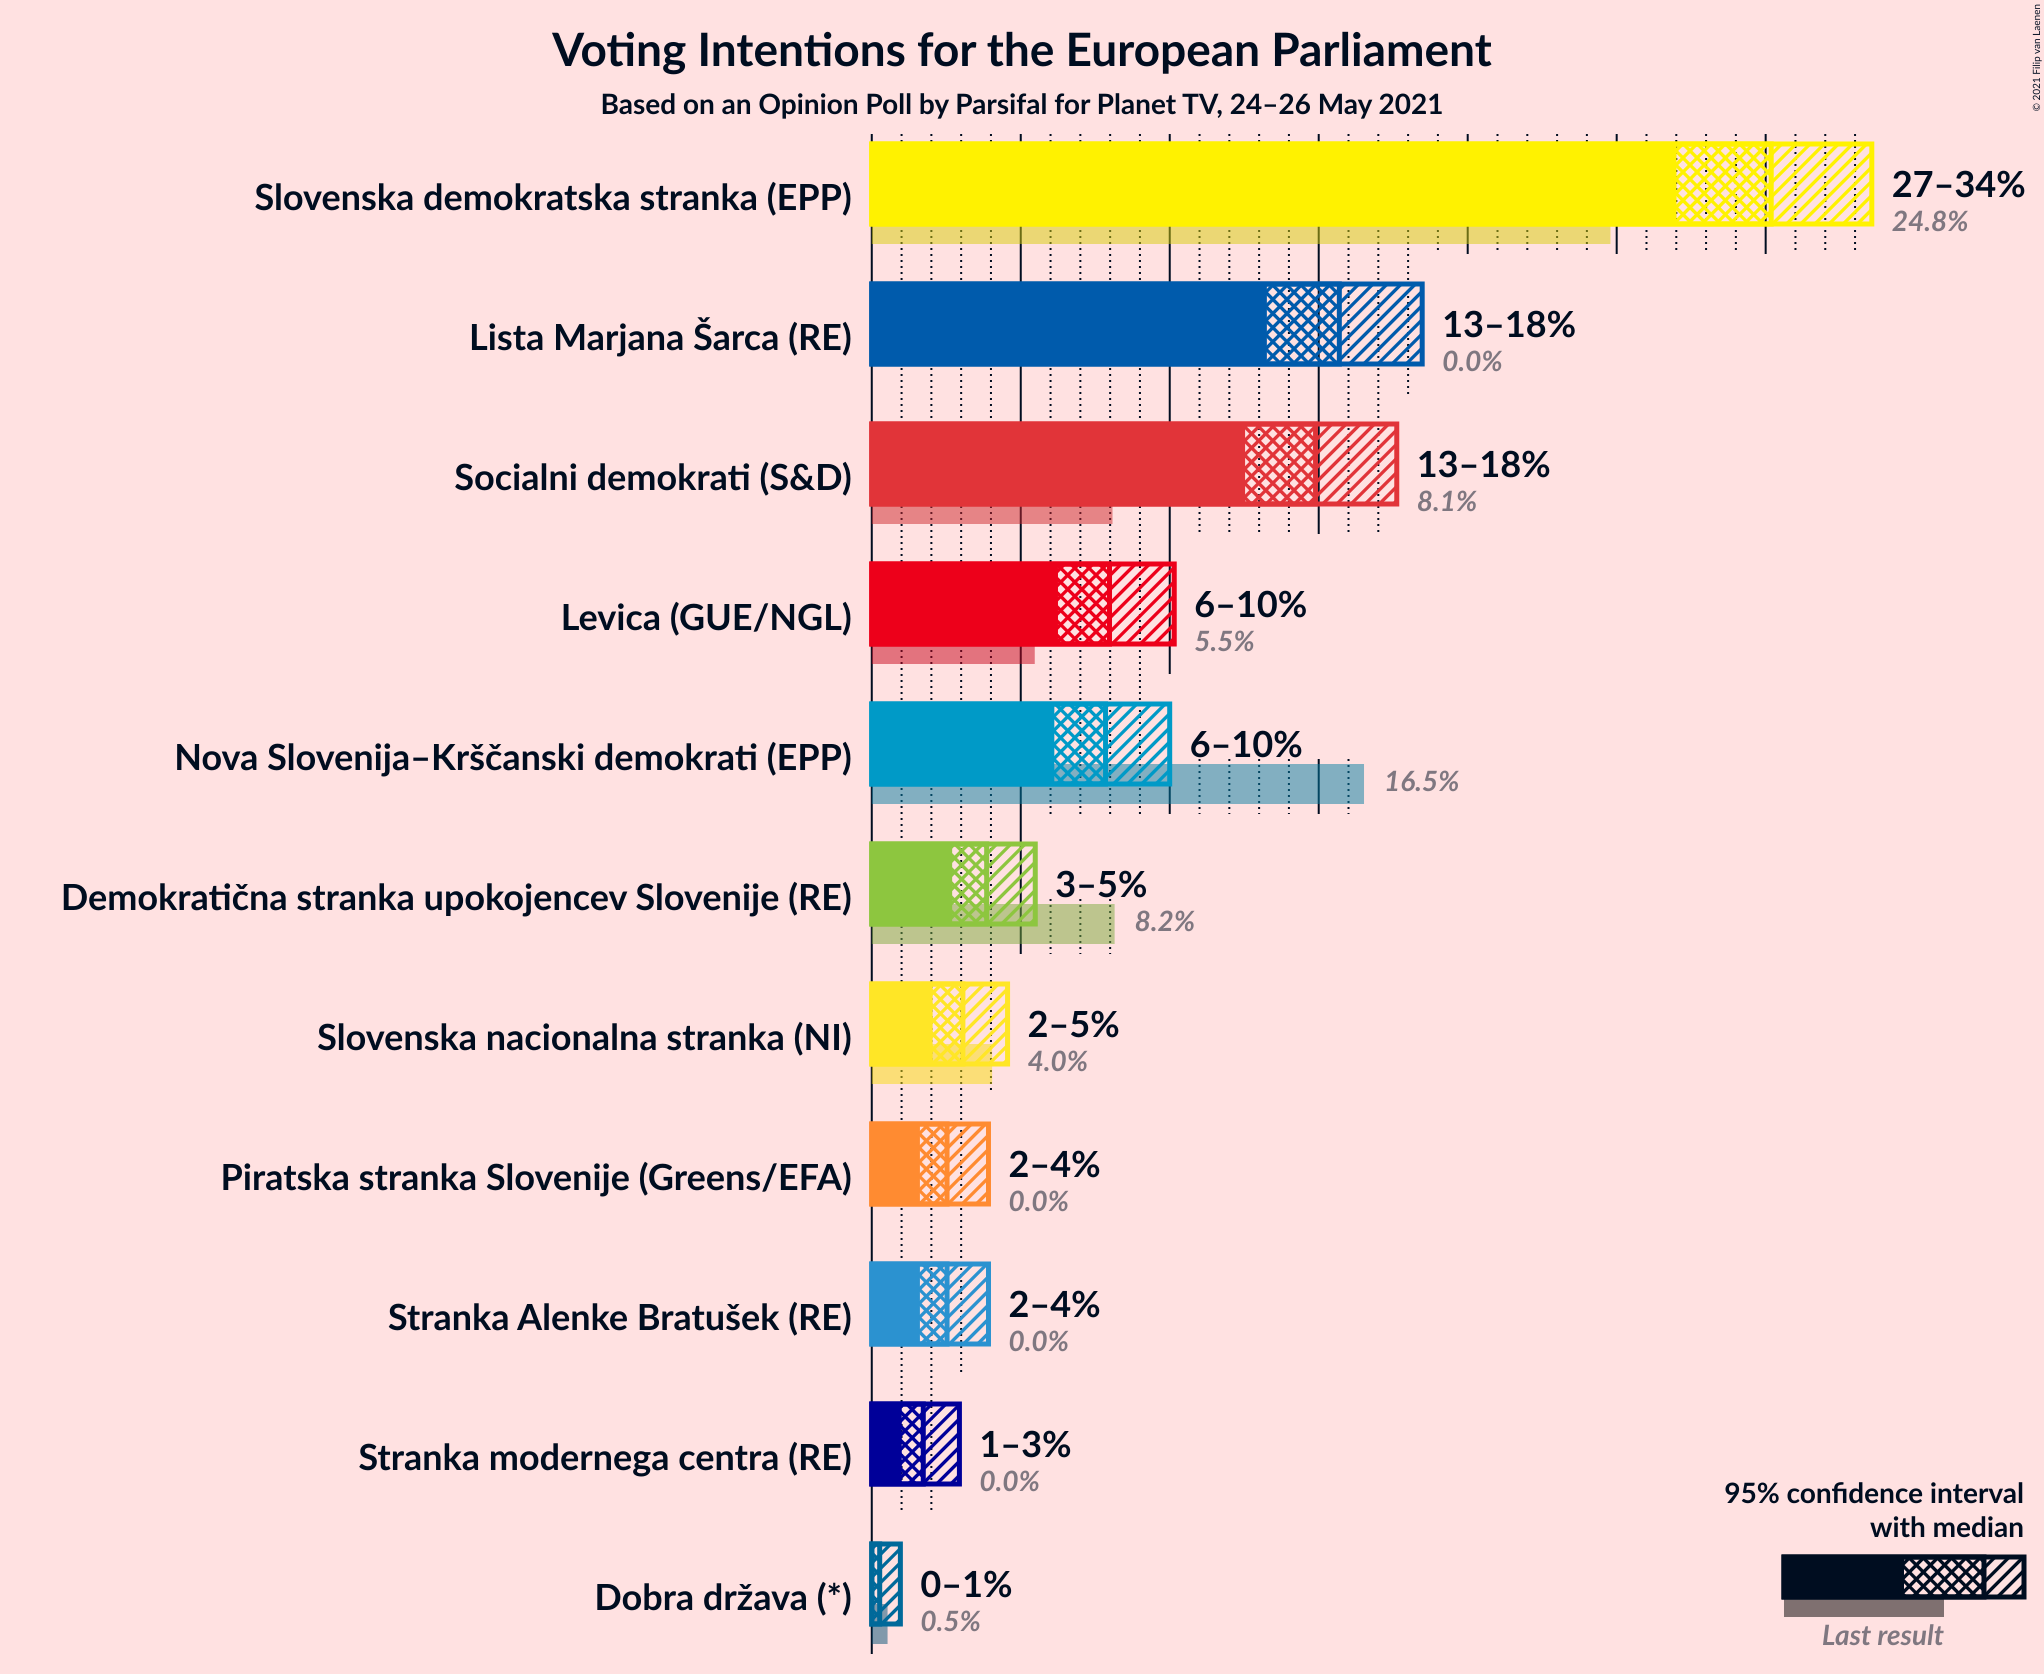 Voting Intentions for the European Parliament
Based on an Opinion Poll by Parsifal for Planet TV, 24–26 May 2021
© 2021 Filip van Laenen
Slovenska demokratska stranka (EPP)
27–34%
24.8%
Lista Marjana Šarca (RE)
13–18%
0.0%
Socialni demokrati (S&D)
13–18%
8.1%
Levica (GUE/NGL)
6–10%
5.5%
Nova Slovenija–Krščanski demokrati (EPP)
6–10%
16.5%
Demokratična stranka upokojencev Slovenije (RE)
3–5%
8.2%
Slovenska nacionalna stranka (NI)
2–5%
4.0%
Piratska stranka Slovenije (Greens/EFA)
2–4%
0.0%
Stranka Alenke Bratušek (RE)
2–4%
0.0%
Stranka modernega centra (RE)
1–3%
0.0%
Dobra država (*)
0–1%
0.5%
95% confidence interval
with median
Last result